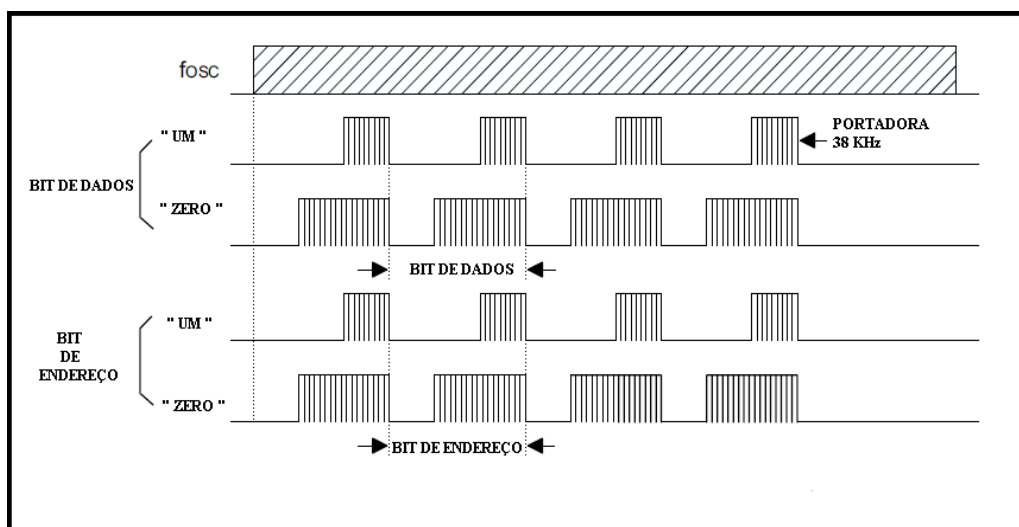 fosc
" UM "
PORTADORA
38 KHz
BIT DE DADOS
" ZERO "
BIT DE DADOS
" UM "
BIT
DE
ENDEREÇO
" ZERO "
BIT DE ENDEREÇO